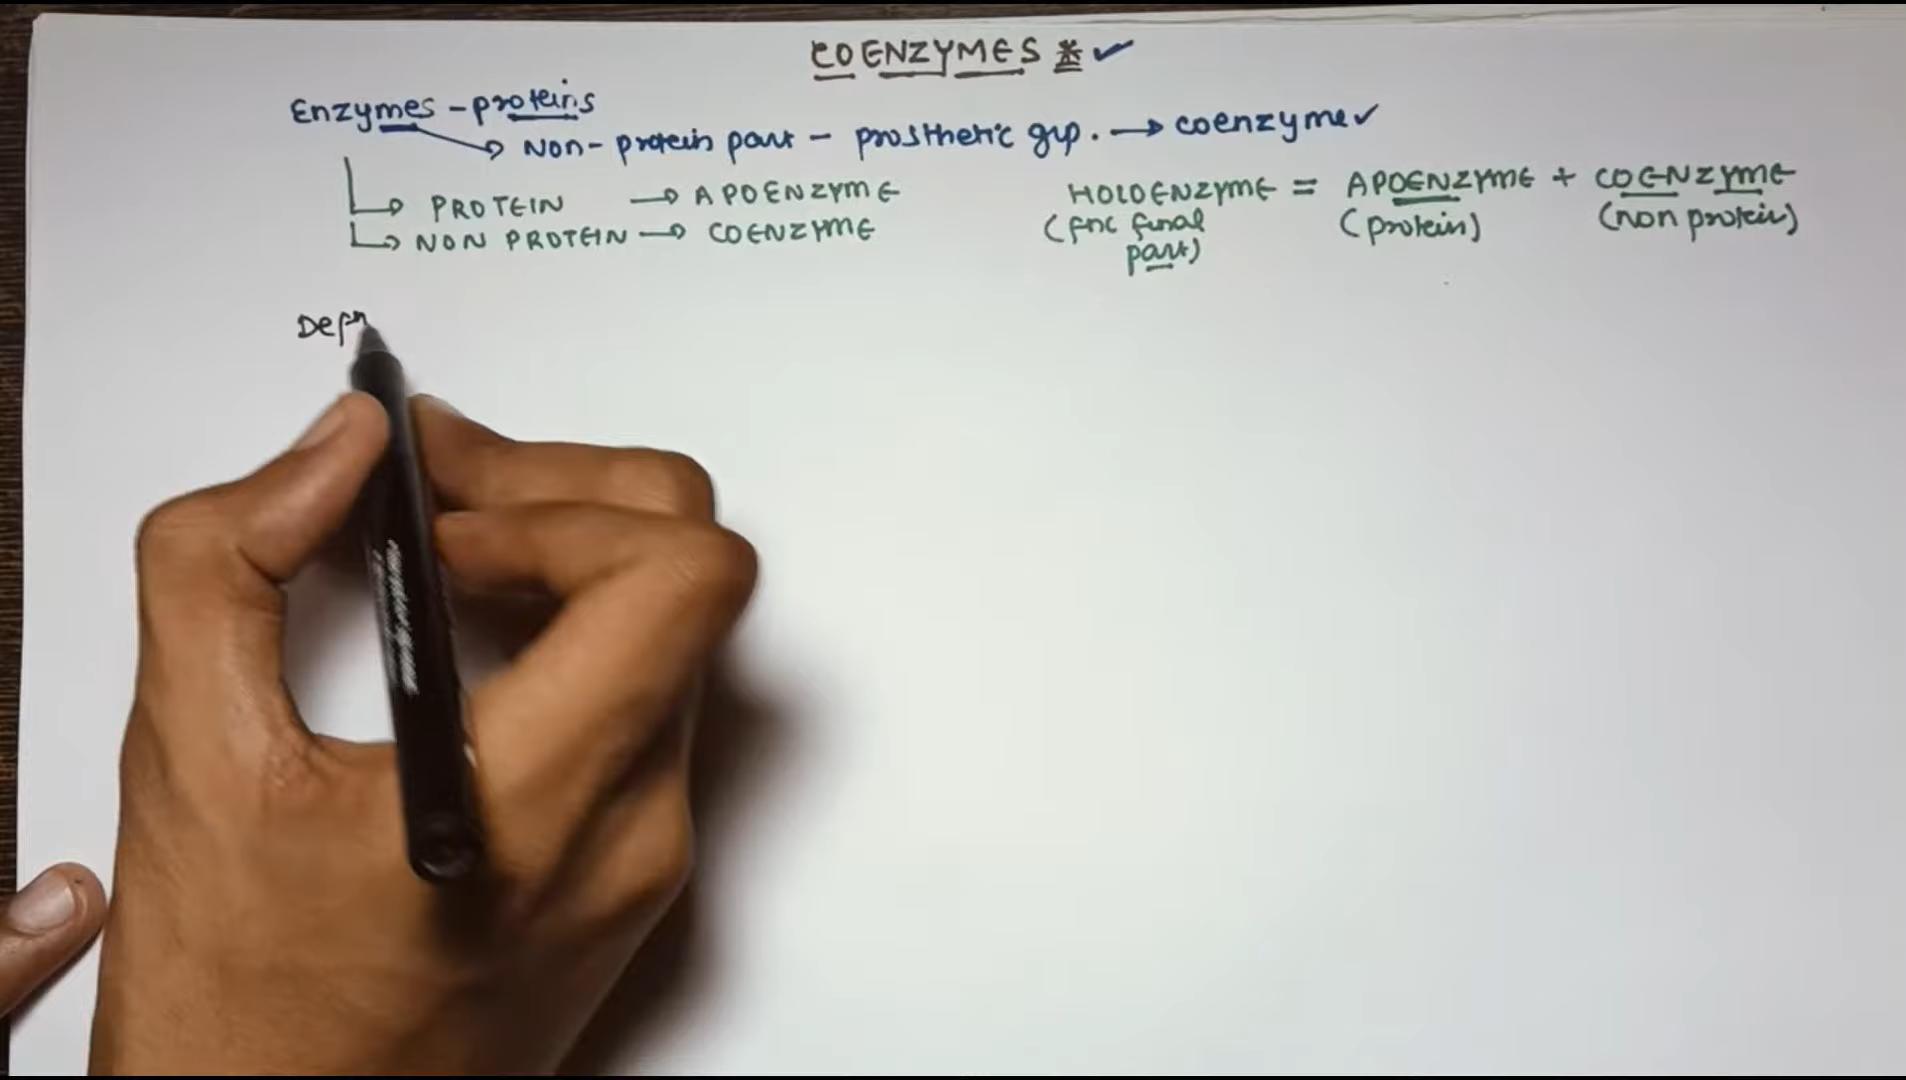 COENZYMES
Enzymes - proteins
Non-protein part - prosthetic grp. → coenzyme ✓
PROTEIN → APOENZYME
NON PROTEIN → COENZYME
HOLOENZYME = APOENZYME + COENZYME
(fnc final part) (protein) (non protein)
Defn